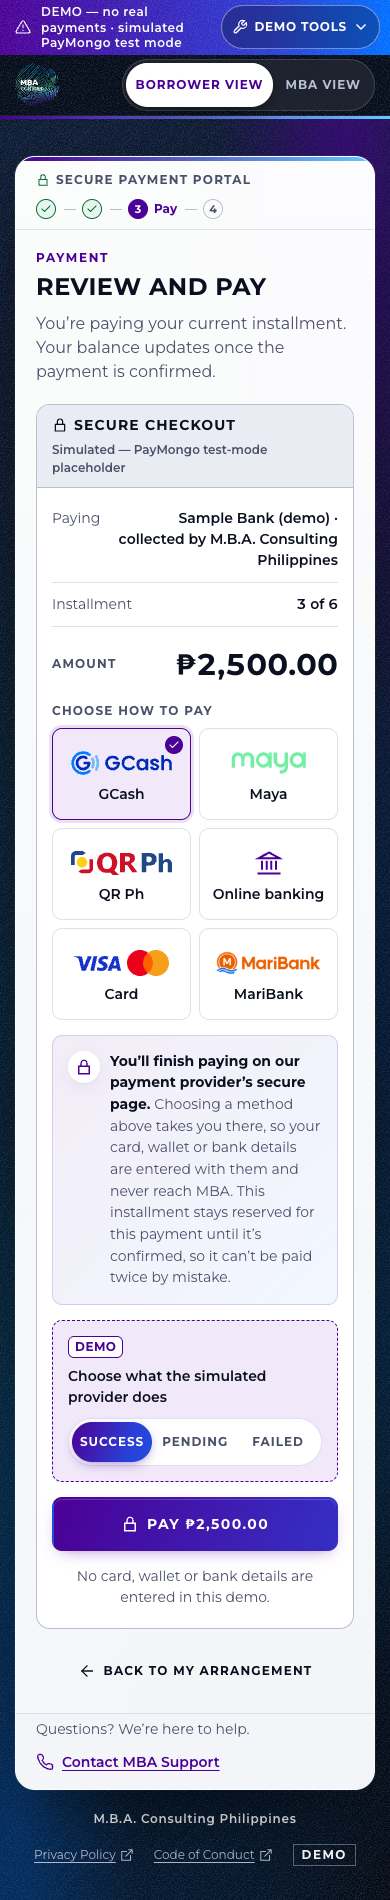 DEMO — no real
payments · simulated
PayMongo test mode
DEMO TOOLS
MBA
BORROWER VIEW
MBA VIEW
SECURE PAYMENT PORTAL
3 Pay
4
PAYMENT
REVIEW AND PAY
You’re paying your current installment.
Your balance updates once the
payment is confirmed.
SECURE CHECKOUT
Simulated — PayMongo test-mode
placeholder
Paying
Sample Bank (demo) ·
collected by M.B.A. Consulting
Philippines
Installment
3 of 6
AMOUNT
₱2,500.00
CHOOSE HOW TO PAY
GCash
GCash
maya
Maya
QR Ph
QR Ph
Online banking
VISA
Card
MariBank
MariBank
You’ll finish paying on our
payment provider’s secure
page. Choosing a method
above takes you there, so your
card, wallet or bank details
are entered with them and
never reach MBA. This
installment stays reserved for
this payment until it’s
confirmed, so it can’t be paid
twice by mistake.
DEMO
Choose what the simulated
provider does
SUCCESS
PENDING
FAILED
PAY ₱2,500.00
No card, wallet or bank details are
entered in this demo.
BACK TO MY ARRANGEMENT
Questions? We’re here to help.
Contact MBA Support
M.B.A. Consulting Philippines
Privacy Policy
Code of Conduct
DEMO